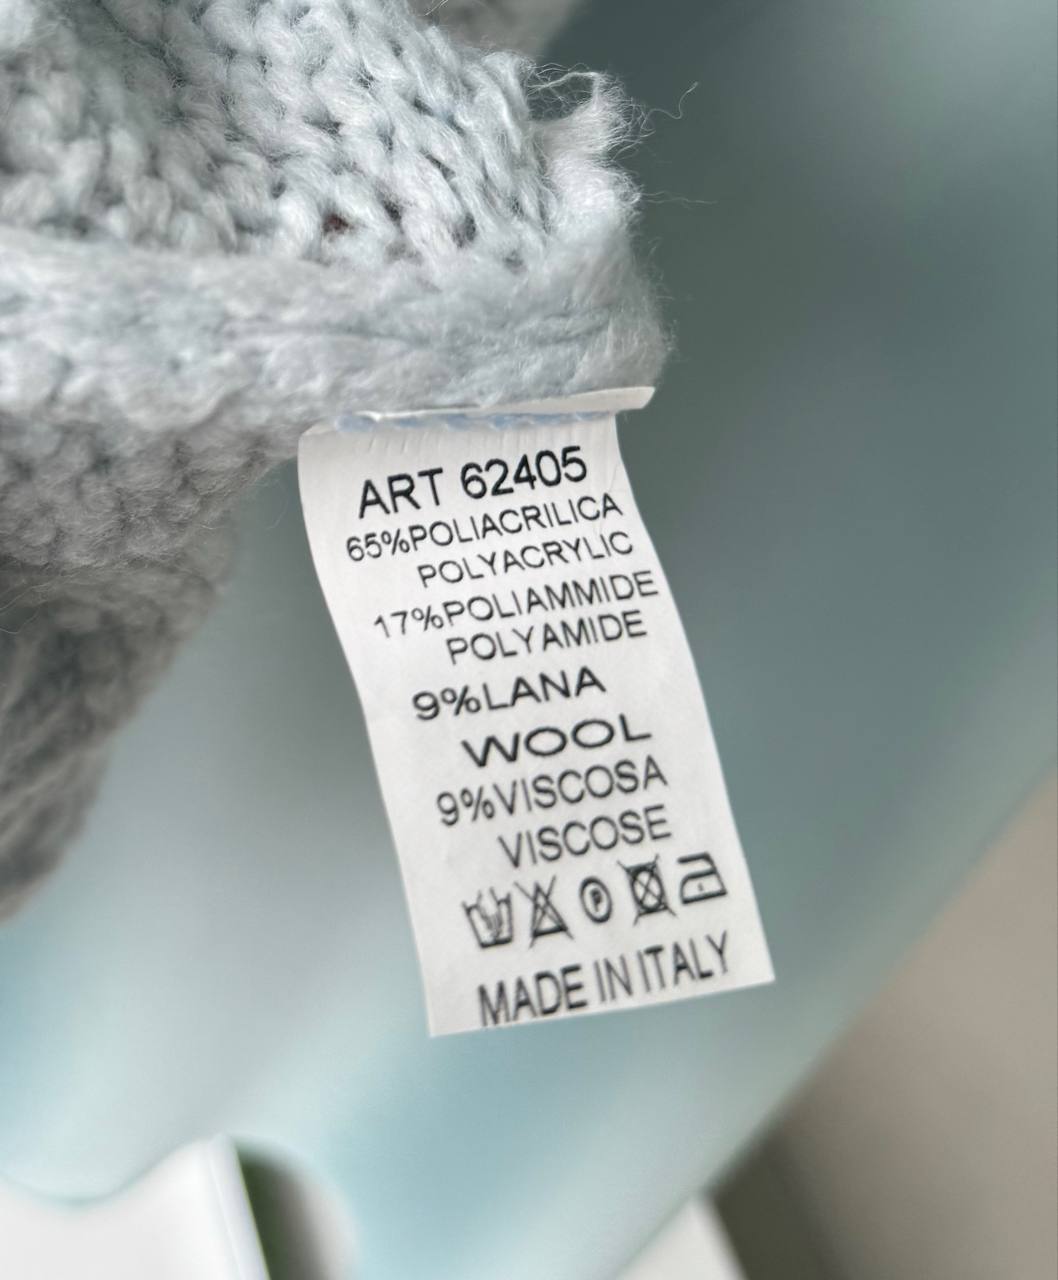 ART 62405
65%POLIACRILICA
POLYACRYLIC
17%POLIAMMIDE
POLYAMIDE
9%LANA
WOOL
9%VISCOSA
VISCOSE
P
MADE IN ITALY